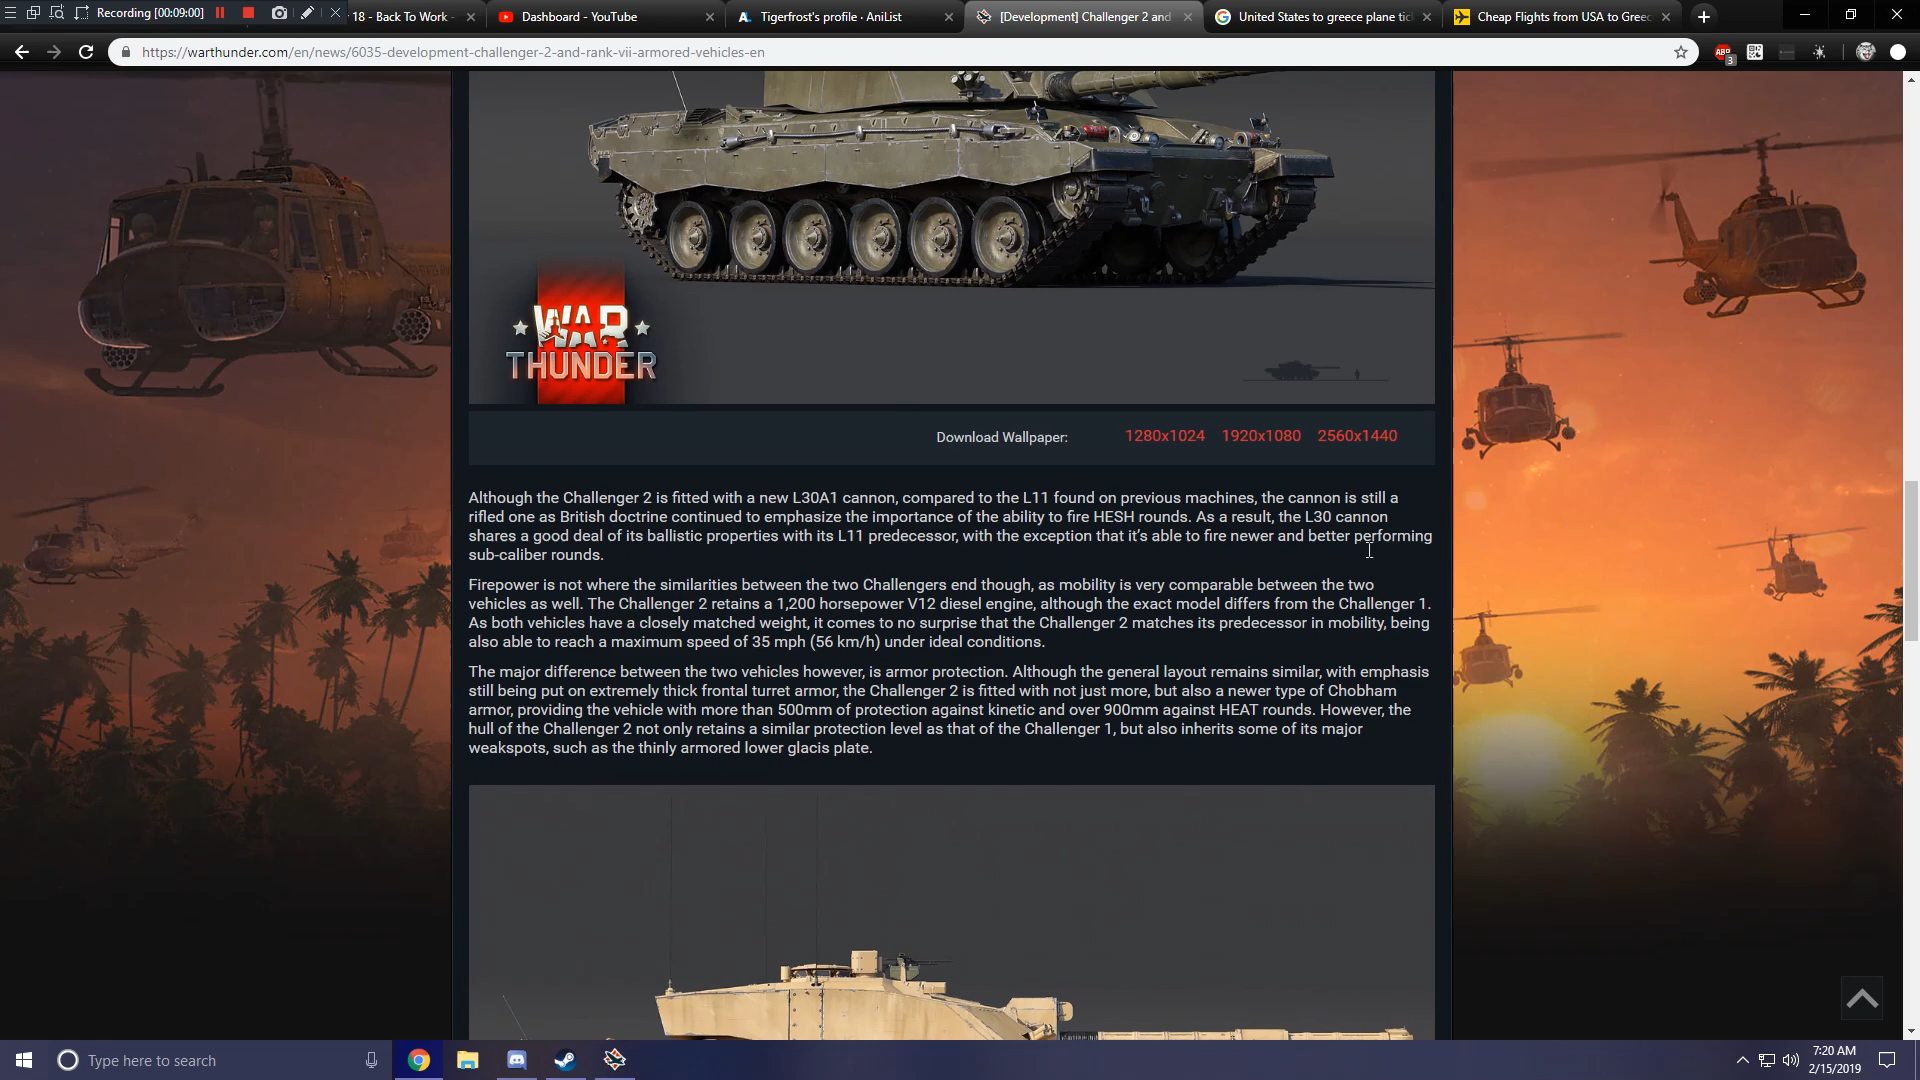 Recording [00:09:00]
18 - Back To Work -
Dashboard - YouTube
Tigerfrost's profile · AniList
[Development] Challenger 2 and
United States to greece plane tic
Cheap Flights from USA to Greec
https://warthunder.com/en/news/6035-development-challenger-2-and-rank-vii-armored-vehicles-en
ABP
3
WAR
THUNDER
Download Wallpaper: 1280x1024 1920x1080 2560x1440
Although the Challenger 2 is fitted with a new L30A1 cannon, compared to the L11 found on previous machines, the cannon is still a
rifled one as British doctrine continued to emphasize the importance of the ability to fire HESH rounds. As a result, the L30 cannon
shares a good deal of its ballistic properties with its L11 predecessor, with the exception that it's able to fire newer and better performing
sub-caliber rounds.
Firepower is not where the similarities between the two Challengers end though, as mobility is very comparable between the two
vehicles as well. The Challenger 2 retains a 1,200 horsepower V12 diesel engine, although the exact model differs from the Challenger 1.
As both vehicles have a closely matched weight, it comes to no surprise that the Challenger 2 matches its predecessor in mobility, being
also able to reach a maximum speed of 35 mph (56 km/h) under ideal conditions.
The major difference between the two vehicles however, is armor protection. Although the general layout remains similar, with emphasis
still being put on extremely thick frontal turret armor, the Challenger 2 is fitted with not just more, but also a newer type of Chobham
armor, providing the vehicle with more than 500mm of protection against kinetic and over 900mm against HEAT rounds. However, the
hull of the Challenger 2 not only retains a similar protection level as that of the Challenger 1, but also inherits some of its major
weakspots, such as the thinly armored lower glacis plate.
Type here to search
7:20 AM
2/15/2019